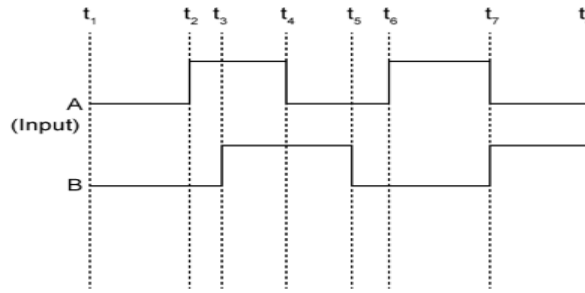 t₁ t₂ t₃ t₄ t₅ t₆ t₇ t
A
(Input)
B